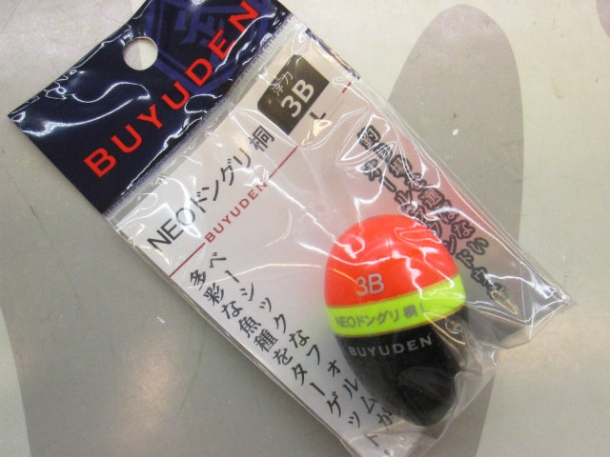 BUYUDEN
浮力
3B
L
NEOドングリ 桐
BUYUDEN
ベーシックなフォルムが、
多彩な魚種をターゲット
3B
NEOドングリ 桐
BUYUDEN